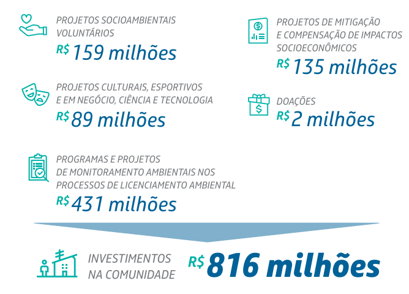 PROJETOS SOCIOAMBIENTAIS
VOLUNTÁRIOS
R$ 159 milhões
PROJETOS CULTURAIS, ESPORTIVOS
E EM NEGÓCIO, CIÊNCIA E TECNOLOGIA
R$ 89 milhões
PROGRAMAS E PROJETOS
DE MONITORAMENTO AMBIENTAIS NOS
PROCESSOS DE LICENCIAMENTO AMBIENTAL
R$ 431 milhões
PROJETOS DE MITIGAÇÃO
E COMPENSAÇÃO DE IMPACTOS
SOCIOECONÔMICOS
R$ 135 milhões
DOAÇÕES
R$ 2 milhões
INVESTIMENTOS
NA COMUNIDADE
R$ 816 milhões